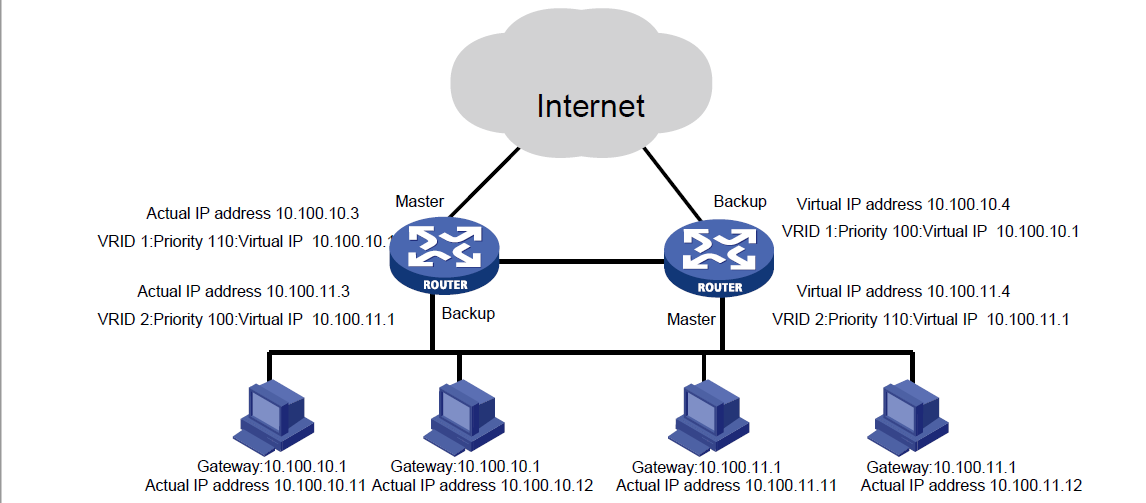 Internet
Master
Backup
Actual IP address 10.100.10.3
Virtual IP address 10.100.10.4
VRID 1:Priority 110:Virtual IP 10.100.10.1
VRID 1:Priority 100:Virtual IP 10.100.10.1
ROUTER
ROUTER
Actual IP address 10.100.11.3
Virtual IP address 10.100.11.4
Backup
Master
VRID 2:Priority 100:Virtual IP 10.100.11.1
VRID 2:Priority 110:Virtual IP 10.100.11.1
Gateway:10.100.10.1
Actual IP address 10.100.10.11
Gateway:10.100.10.1
Actual IP address 10.100.10.12
Gateway:10.100.11.1
Actual IP address 10.100.11.11
Gateway:10.100.11.1
Actual IP address 10.100.11.12